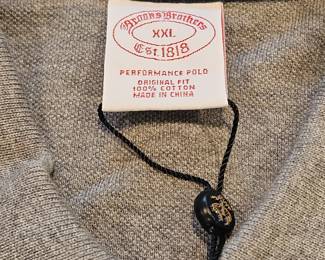 Brooks Brothers
XXL
Est. 1818
PERFORMANCE POLO
ORIGINAL FIT
100% COTTON
MADE IN CHINA